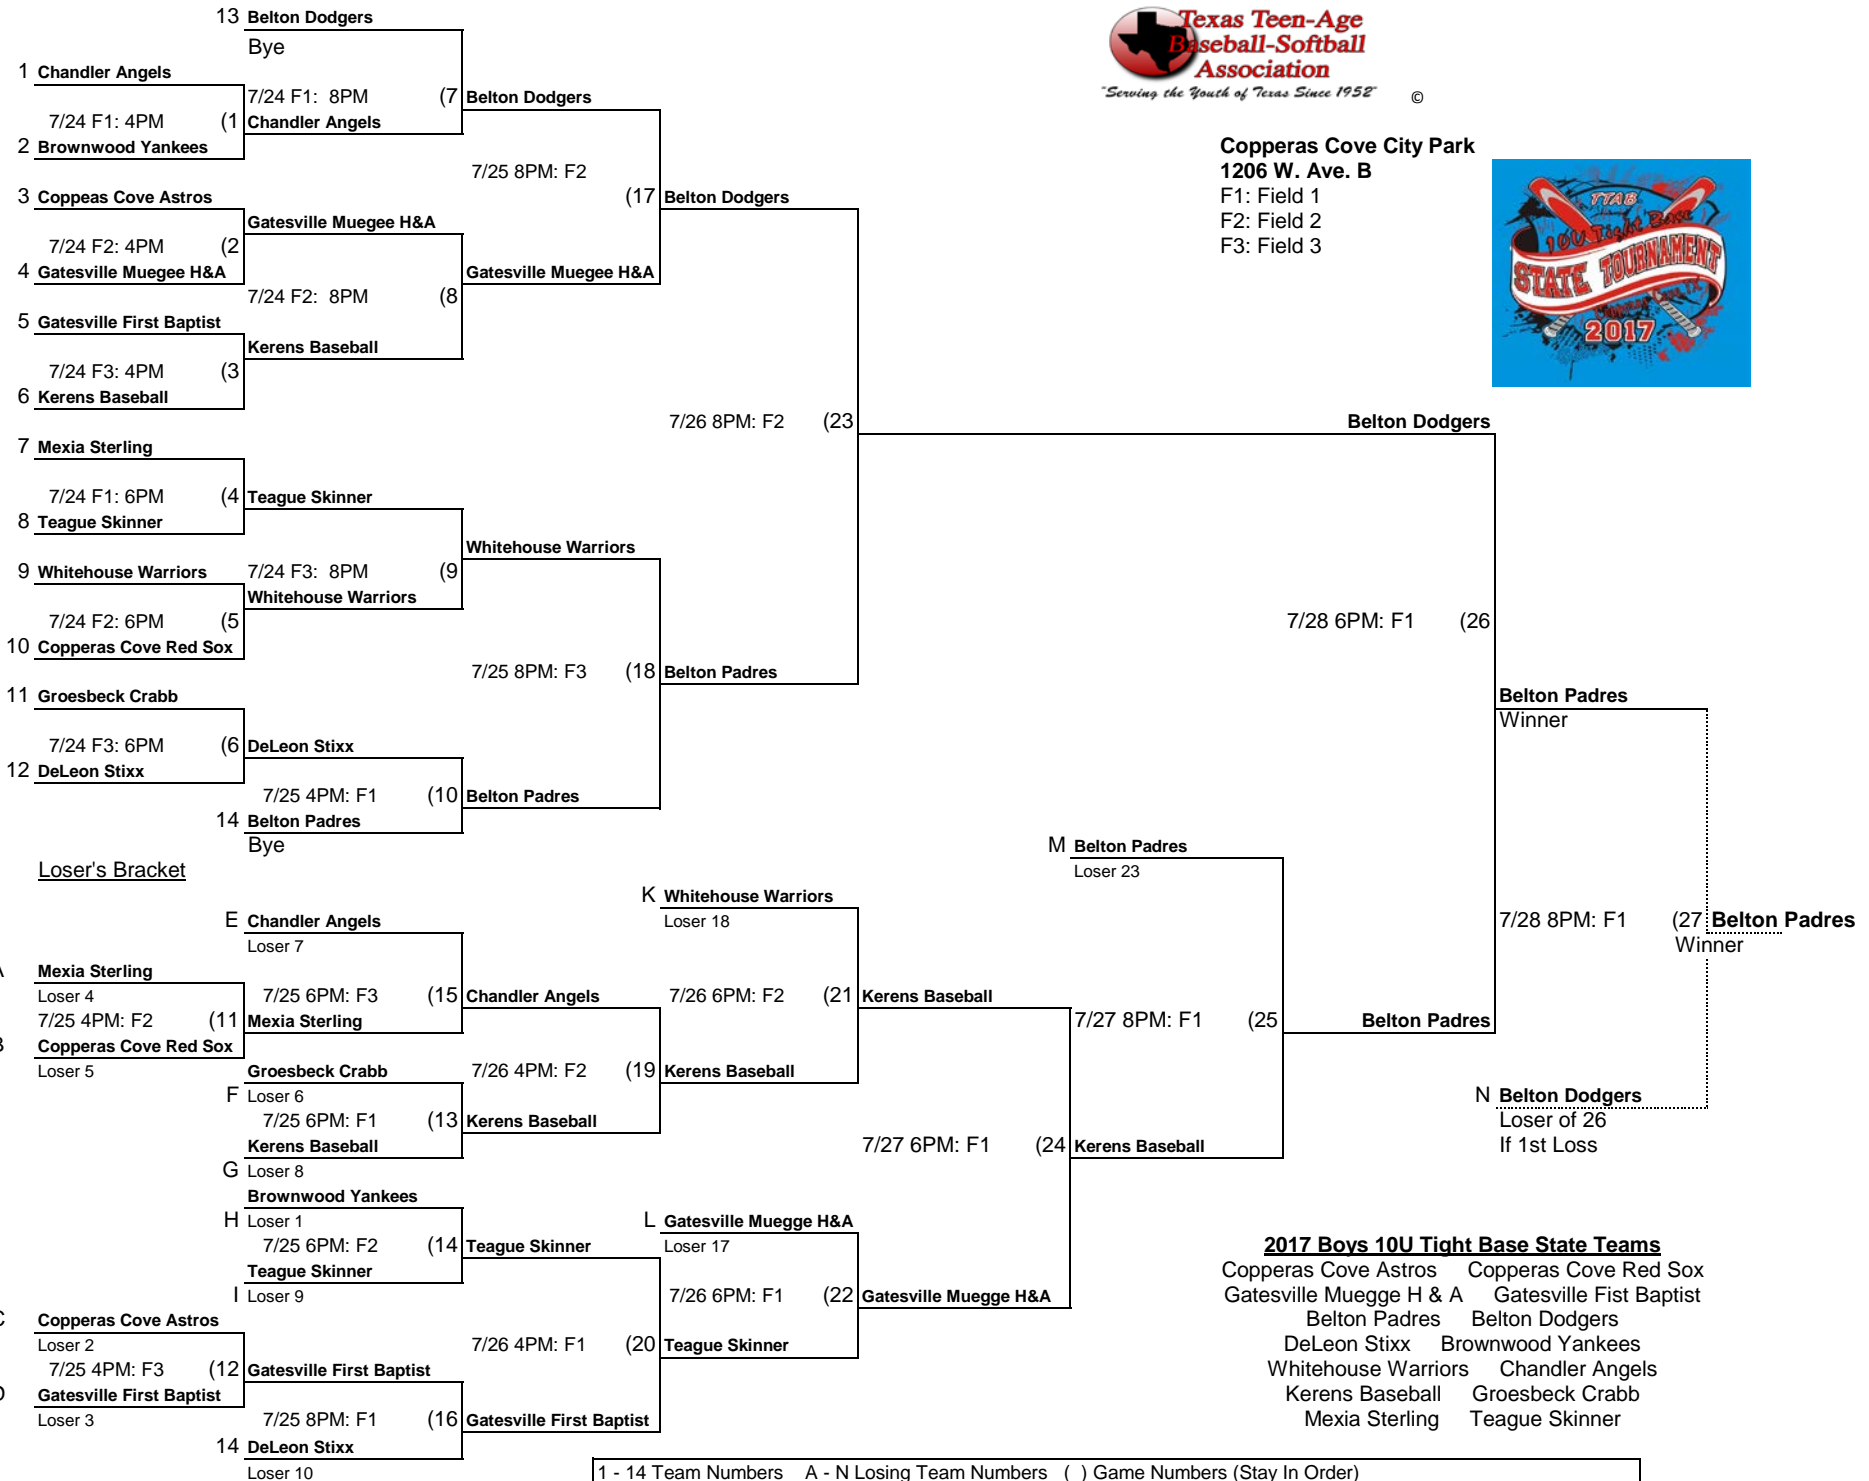 13 Belton Dodgers
Bye
1 Chandler Angels
7/24 F1: 8PM (7 Belton Dodgers
7/24 F1: 4PM (1 Chandler Angels
2 Brownwood Yankees
7/25 8PM: F2
3 Coppeas Cove Astros
(17 Belton Dodgers
Gatesville Muegee H&A
7/24 F2: 4PM (2
4 Gatesville Muegee H&A
Gatesville Muegee H&A
7/24 F2: 8PM (8
5 Gatesville First Baptist
Kerens Baseball
7/24 F3: 4PM (3
6 Kerens Baseball
7/26 8PM: F2 (23
Belton Dodgers
7 Mexia Sterling
7/24 F1: 6PM (4 Teague Skinner
8 Teague Skinner
Whitehouse Warriors
9 Whitehouse Warriors
7/24 F3: 8PM (9
Whitehouse Warriors
7/24 F2: 6PM (5
7/28 6PM: F1 (26
10 Copperas Cove Red Sox
7/25 8PM: F3 (18 Belton Padres
11 Groesbeck Crabb
Belton Padres
Winner
7/24 F3: 6PM (6 DeLeon Stixx
12 DeLeon Stixx
7/25 4PM: F1 (10 Belton Padres
14 Belton Padres
Bye
Texas Teen-Age
Baseball-Softball
Association
"Serving the Youth of Texas Since 1952"
©
Copperas Cove City Park
1206 W. Ave. B
F1: Field 1
F2: Field 2
F3: Field 3
TTAB
10U Tight Base
STATE TOURNAMENT
2017
Loser's Bracket
M Belton Padres
Loser 23
K Whitehouse Warriors
Loser 18
E Chandler Angels
Loser 7
7/28 8PM: F1 (27 Belton Padres
Winner
Mexia Sterling
Loser 4
7/25 6PM: F3 (15 Chandler Angels
7/26 6PM: F2 (21 Kerens Baseball
7/25 4PM: F2 (11 Mexia Sterling
7/27 8PM: F1 (25 Belton Padres
Copperas Cove Red Sox
Loser 5
Groesbeck Crabb
7/26 4PM: F2 (19 Kerens Baseball
F Loser 6
N Belton Dodgers
Loser of 26
If 1st Loss
7/25 6PM: F1 (13 Kerens Baseball
Kerens Baseball
G Loser 8
7/27 6PM: F1 (24 Kerens Baseball
Brownwood Yankees
H Loser 1
L Gatesville Muegge H&A
Loser 17
7/25 6PM: F2 (14 Teague Skinner
Teague Skinner
I Loser 9
7/26 6PM: F1 (22 Gatesville Muegge H&A
Copperas Cove Astros
Loser 2
7/26 4PM: F1 (20 Teague Skinner
7/25 4PM: F3 (12 Gatesville First Baptist
Gatesville First Baptist
Loser 3
7/25 8PM: F1 (16 Gatesville First Baptist
14 DeLeon Stixx
Loser 10
2017 Boys 10U Tight Base State Teams
Copperas Cove Astros Copperas Cove Red Sox
Gatesville Muegge H & A Gatesville Fist Baptist
Belton Padres Belton Dodgers
DeLeon Stixx Brownwood Yankees
Whitehouse Warriors Chandler Angels
Kerens Baseball Groesbeck Crabb
Mexia Sterling Teague Skinner
1 - 14 Team Numbers A - N Losing Team Numbers ( ) Game Numbers (Stay In Order)